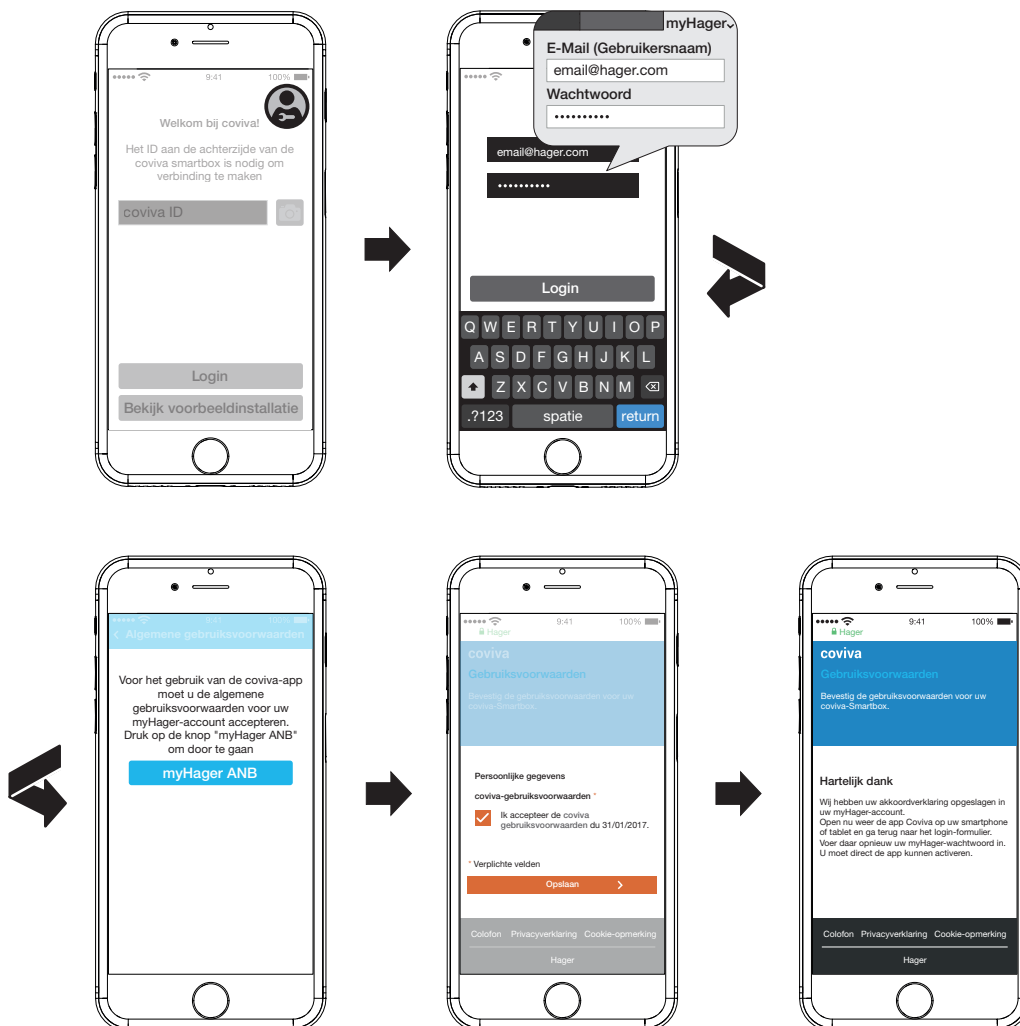 9:41
100%
Welkom bij coviva!
Het ID aan de achterzijde van de
coviva smartbox is nodig om
verbinding te maken
coviva ID
Login
Bekijk voorbeeldinstallatie
myHager
E-Mail (Gebruikersnaam)
email@hager.com
Wachtwoord
••••••••••
email@hager.com
••••••••••
Login
Q W E R T Y U I O P
A S D F G H J K L
Z X C V B N M
.?123 spatie return
9:41 100%
< Algemene gebruiksvoorwaarden
Voor het gebruik van de coviva-app
moet u de algemene
gebruiksvoorwaarden voor uw
myHager-account accepteren.
Druk op de knop "myHager ANB"
om door te gaan
myHager ANB
9:41 100%
Hager
coviva
Gebruiksvoorwaarden
Bevestig de gebruiksvoorwaarden voor uw
coviva-Smartbox.
Persoonlijke gegevens
coviva-gebruiksvoorwaarden *
Ik accepteer de coviva
gebruiksvoorwaarden du 31/01/2017.
* Verplichte velden
Opslaan >
Colofon Privacyverklaring Cookie-opmerking
Hager
9:41 100%
Hager
coviva
Gebruiksvoorwaarden
Bevestig de gebruiksvoorwaarden voor uw
coviva-Smartbox.
Hartelijk dank
Wij hebben uw akkoordverklaring opgeslagen in
uw myHager-account.
Open nu weer de app Coviva op uw smartphone
of tablet en ga terug naar het login-formulier.
Voer daar opnieuw uw myHager-wachtwoord in.
U moet direct de app kunnen activeren.
Colofon Privacyverklaring Cookie-opmerking
Hager